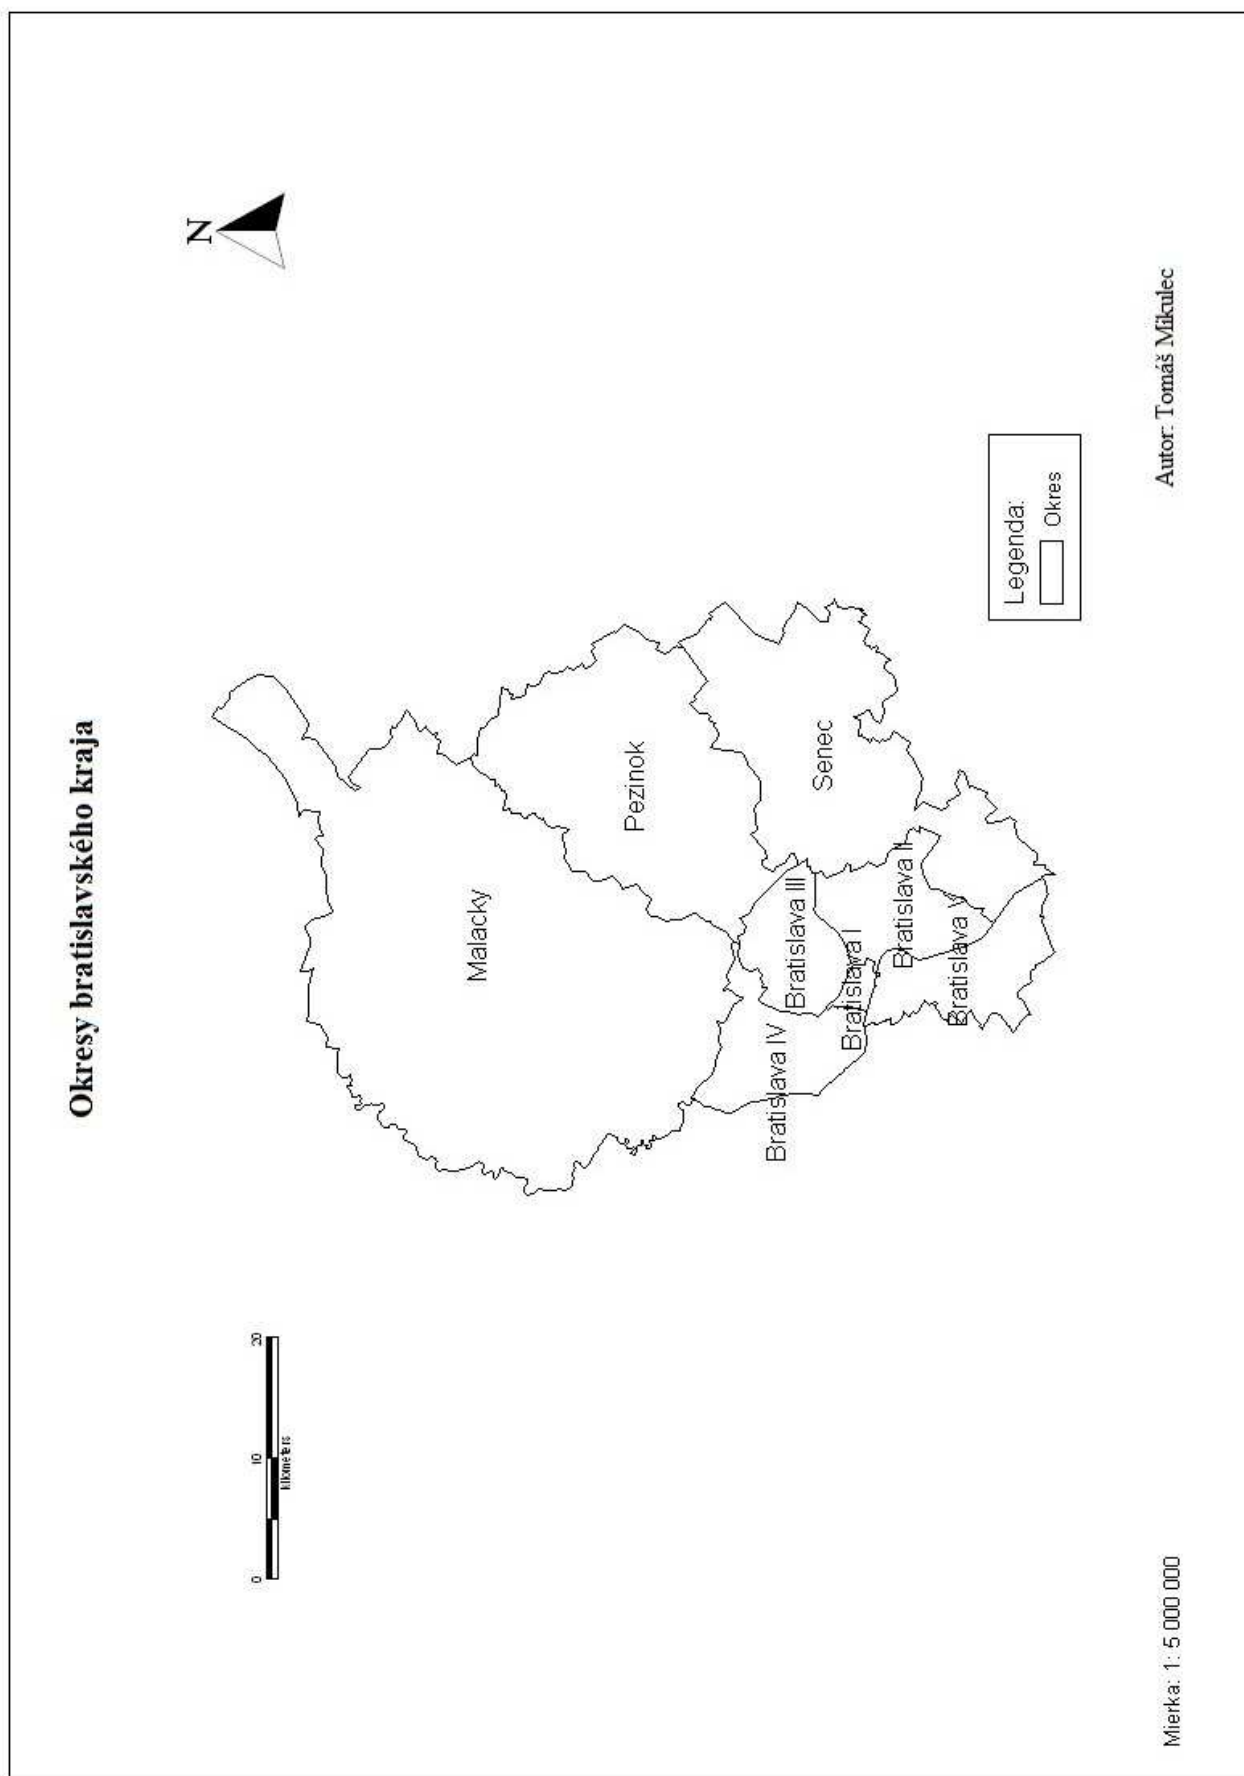 Okresy bratislavského kraja
N
0 10 20
Kilometers
Malacky
Pezinok
Senec
Bratislava IV
Bratislava III
Bratislava I
Bratislava II
Bratislava V
Legenda:
Okres
Mierka: 1: 5 000 000
Autor: Tomáš Mikulec